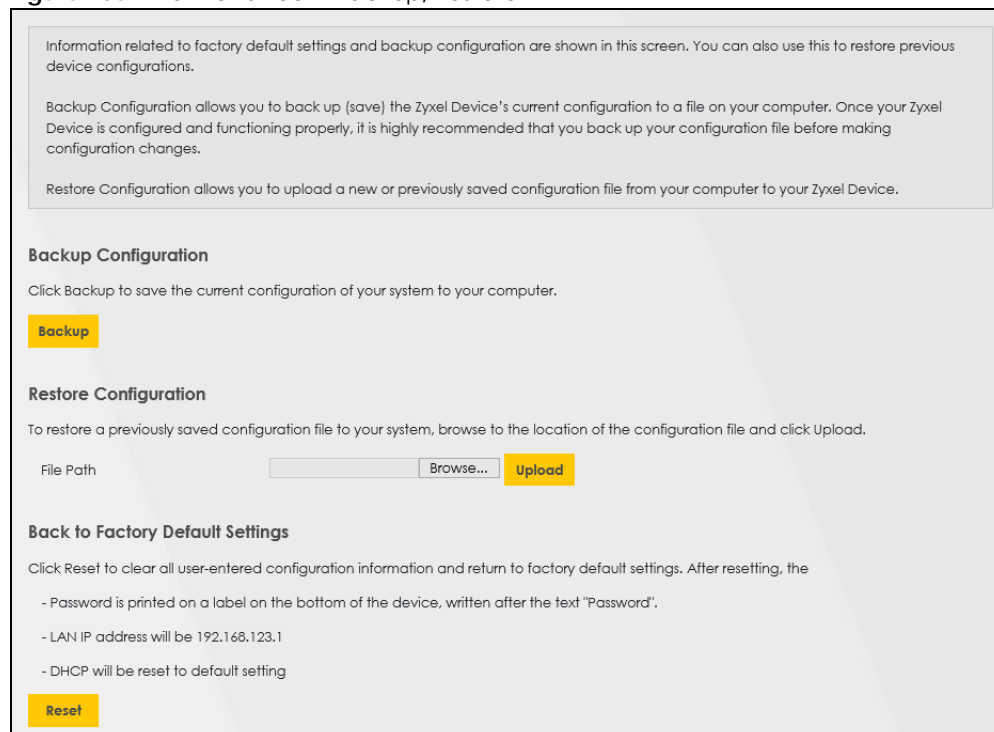 Information related to factory default settings and backup configuration are shown in this screen. You can also use this to restore previous
device configurations.
Backup Configuration allows you to back up (save) the Zyxel Device's current configuration to a file on your computer. Once your Zyxel
Device is configured and functioning properly, it is highly recommended that you back up your configuration file before making
configuration changes.
Restore Configuration allows you to upload a new or previously saved configuration file from your computer to your Zyxel Device.
Backup Configuration
Click Backup to save the current configuration of your system to your computer.
Backup
Restore Configuration
To restore a previously saved configuration file to your system, browse to the location of the configuration file and click Upload.
File Path Browse... Upload
Back to Factory Default Settings
Click Reset to clear all user-entered configuration information and return to factory default settings. After resetting, the
- Password is printed on a label on the bottom of the device, written after the text "Password".
- LAN IP address will be 192.168.123.1
- DHCP will be reset to default setting
Reset